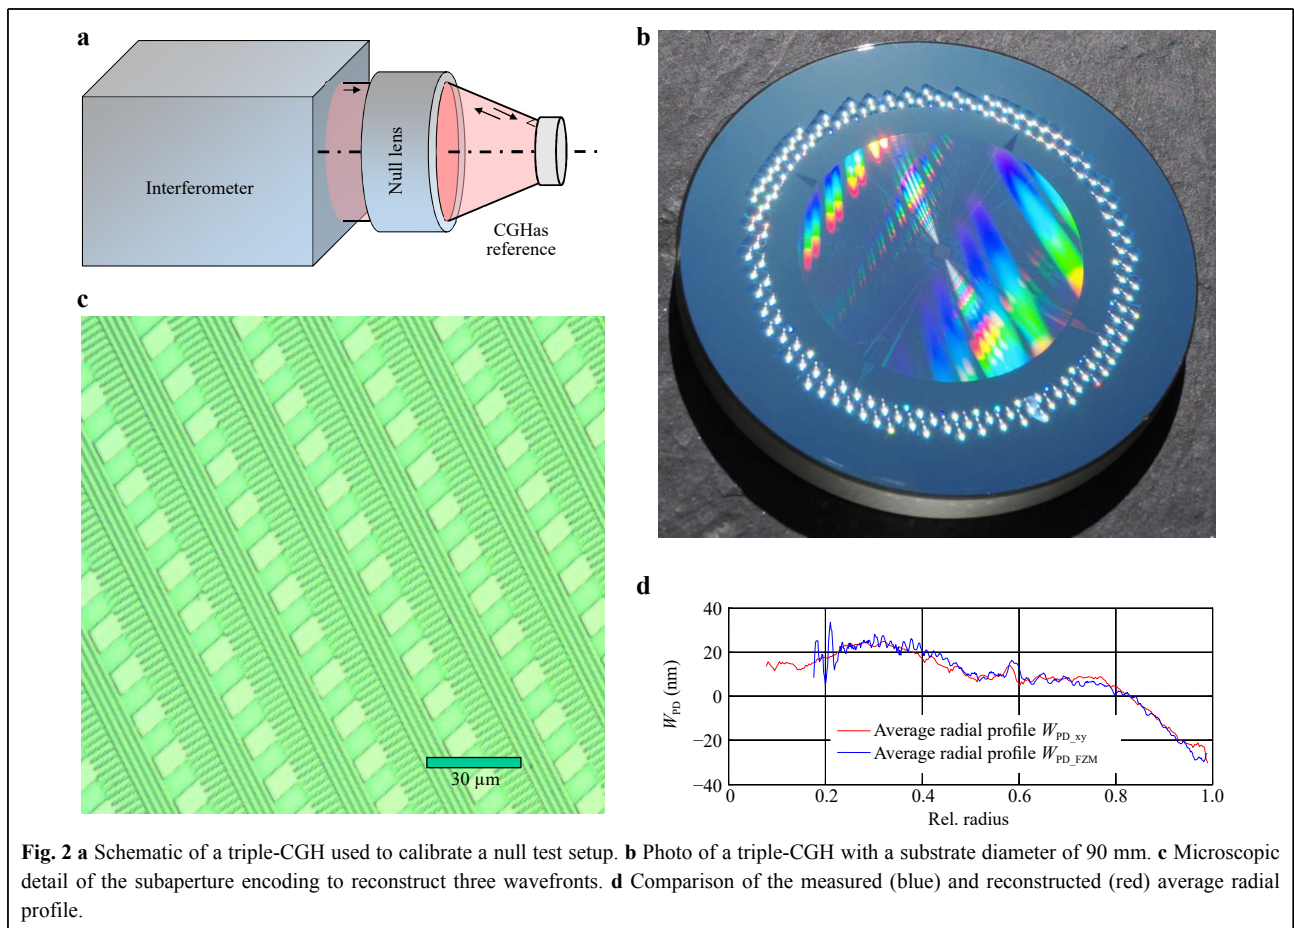 a
Interferometer
Null lens
CGHas
reference
b
c
30 µm
d
40
20
0
−20
−40
W_PD (nm)
Average radial profile W_PD_xy
Average radial profile W_PD_FZM
0
0.2
0.4
0.6
0.8
1.0
Rel. radius
Fig. 2 a Schematic of a triple-CGH used to calibrate a null test setup. b Photo of a triple-CGH with a substrate diameter of 90 mm. c Microscopic
detail of the subaperture encoding to reconstruct three wavefronts. d Comparison of the measured (blue) and reconstructed (red) average radial
profile.